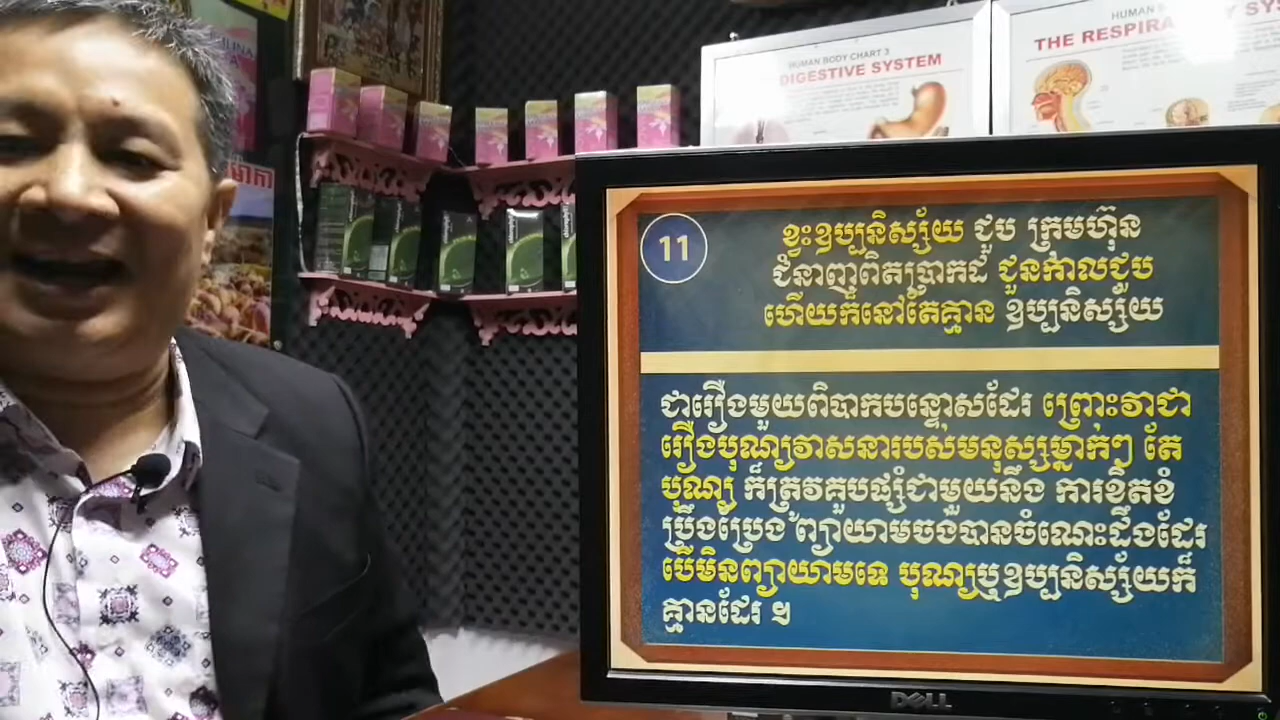 HUMAN BODY CHART 3
DIGESTIVE SYSTEM
HUMAN
THE RESPIRA
SYS
11
ខ្វះឧប្បនិស្ស័យ ជួប ក្រុមហ៊ុន
ជំនាញពិតប្រាកដ ជួនកាលជួប
ហើយក៏នៅតែគ្មាន ឧប្បនិស្ស័យ
ជារឿងមួយពិបាកបន្ទោសដែរ ព្រោះវាជា
រឿងបុណ្យវាសនារបស់មនុស្សម្នាក់ៗ តែ
បុណ្យ ក៏ត្រូវគួបផ្សំជាមួយនឹង ការខិតខំ
ប្រឹងប្រែង ព្យាយាមចង់បានចំណេះដឹងដែរ
បើមិនព្យាយាមទេ បុណ្យឬឧប្បនិស្ស័យក៏
គ្មានដែរ ។
DELL